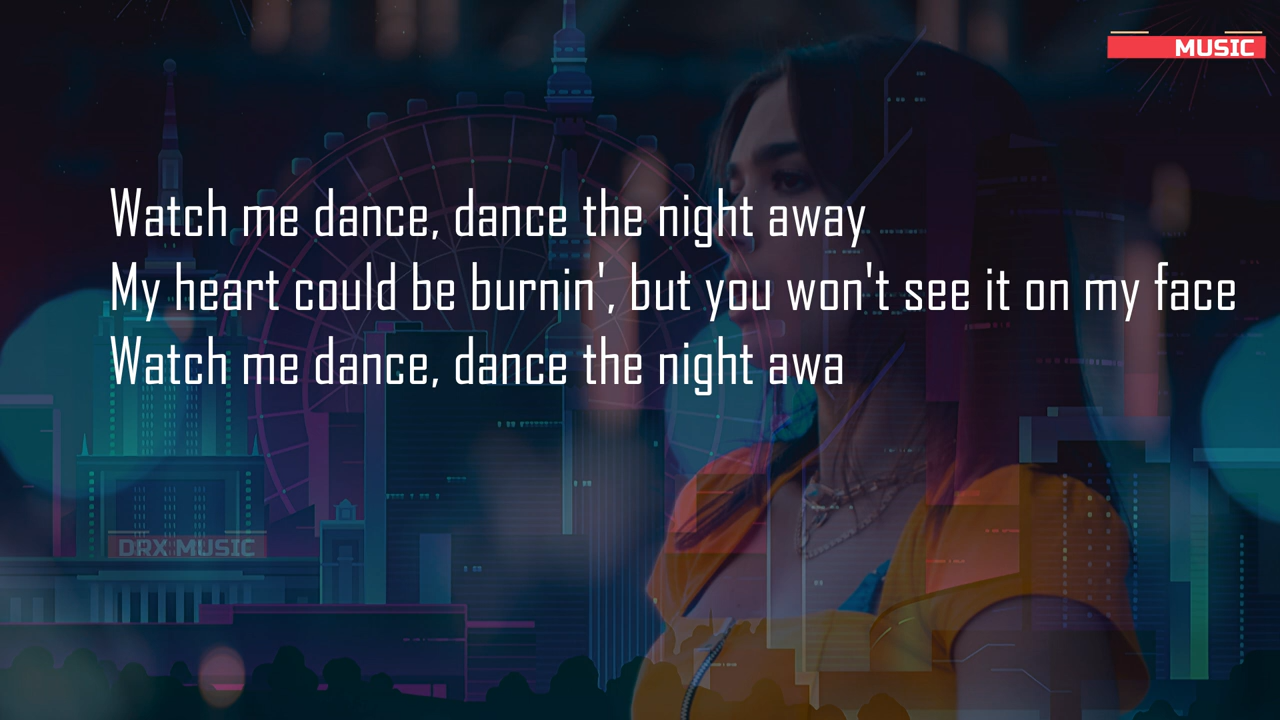 MUSIC
Watch me dance, dance the night away
My heart could be burnin', but you won't see it on my face
Watch me dance, dance the night awa
DRX MUSIC